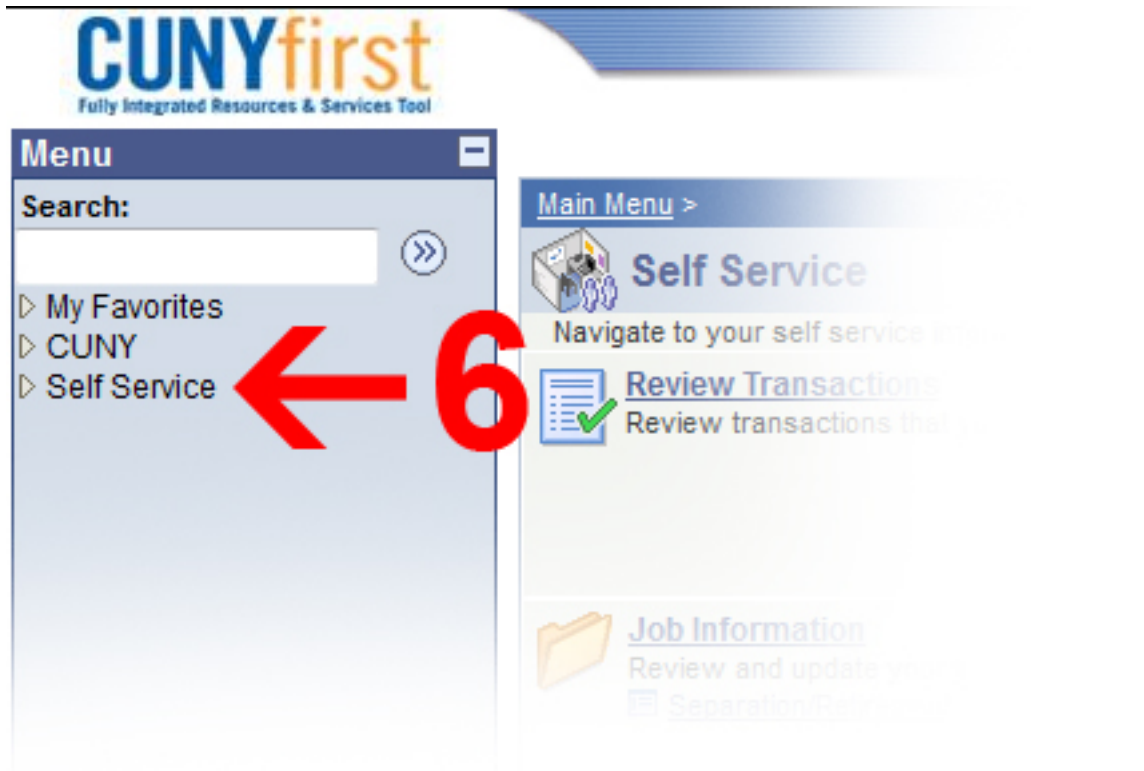 CUNYfirst
Fully Integrated Resources & Services Tool
Menu
Search:
My Favorites
CUNY
Self Service
6
Main Menu >
Self Service
Navigate to your self service
Review Transactions
Review transactions that
Job Information
Review and update your